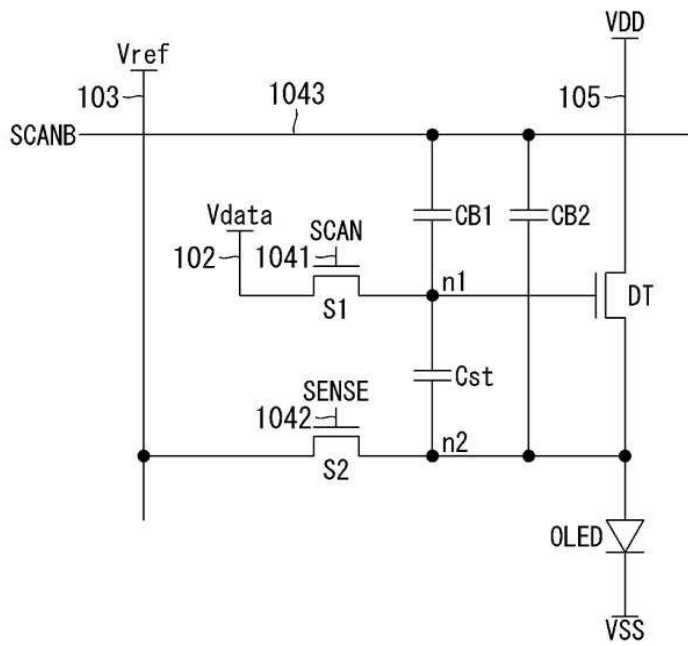 VDD
Vref
103
1043
105
SCANB
Vdata
SCAN
CB1
CB2
102
1041
n1
S1
DT
Cst
SENSE
1042
n2
S2
OLED
VSS